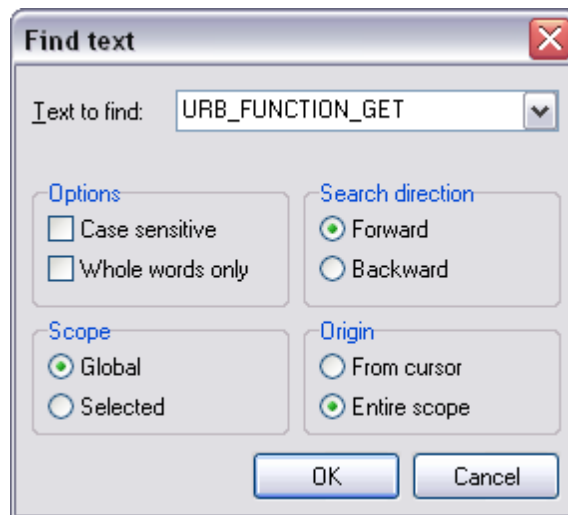 Find text
Text to find: URB_FUNCTION_GET
Options
Case sensitive
Whole words only
Search direction
Forward
Backward
Scope
Global
Selected
Origin
From cursor
Entire scope
OK Cancel